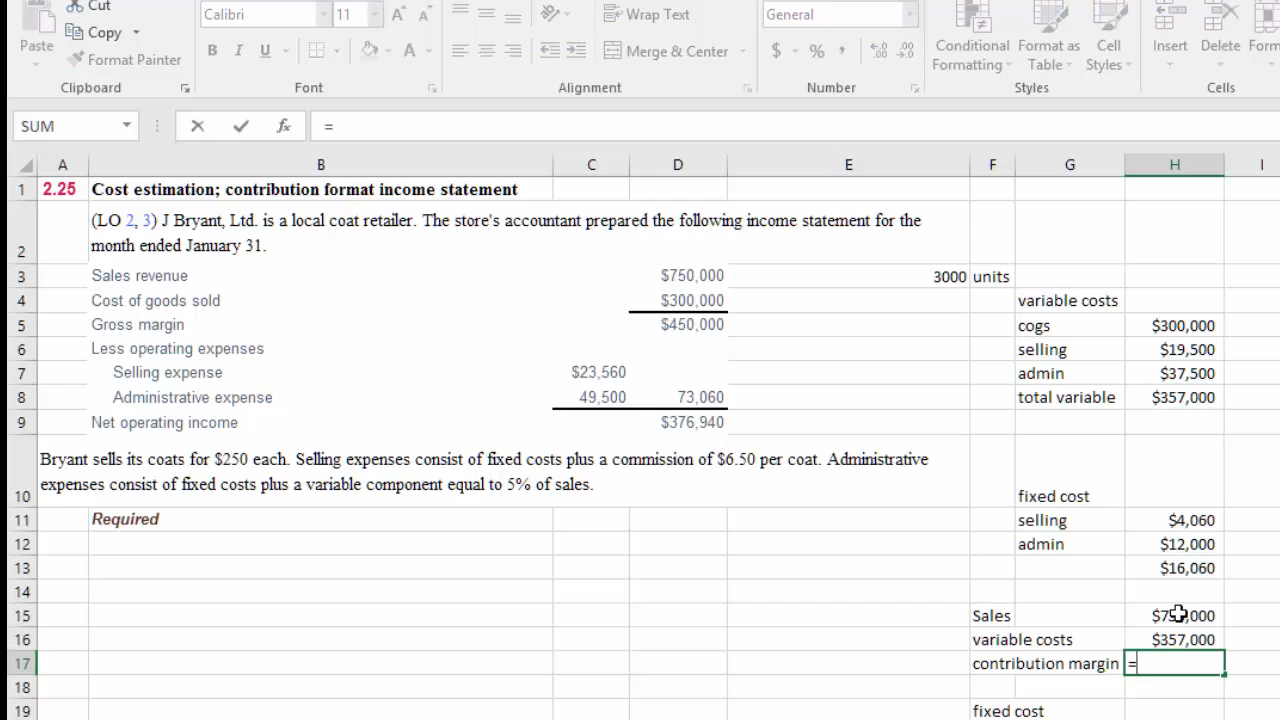 Cut
Calibri 11
Wrap Text
General
Paste
Copy
Format Painter
B I U A
Merge & Center
$ %
Conditional Formatting
Format as Table
Cell Styles
Insert
Delete
Clipboard
Font
Alignment
Number
Styles
Cells
SUM
fx
=
A B C D E F G H I
1 2.25 Cost estimation; contribution format income statement
2 (LO 2, 3) J Bryant, Ltd. is a local coat retailer. The store's accountant prepared the following income statement for the
month ended January 31.
3 Sales revenue $750,000 3000 units
4 Cost of goods sold $300,000 variable costs
5 Gross margin $450,000 cogs $300,000
6 Less operating expenses selling $19,500
7 Selling expense $23,560 admin $37,500
8 Administrative expense 49,500 73,060 total variable $357,000
9 Net operating income $376,940
Bryant sells its coats for $250 each. Selling expenses consist of fixed costs plus a commission of $6.50 per coat. Administrative
expenses consist of fixed costs plus a variable component equal to 5% of sales.
10 fixed cost
11 Required selling $4,060
12 admin $12,000
13 $16,060
14
15 Sales
16 variable costs $357,000
17 contribution margin =
18
19 fixed cost